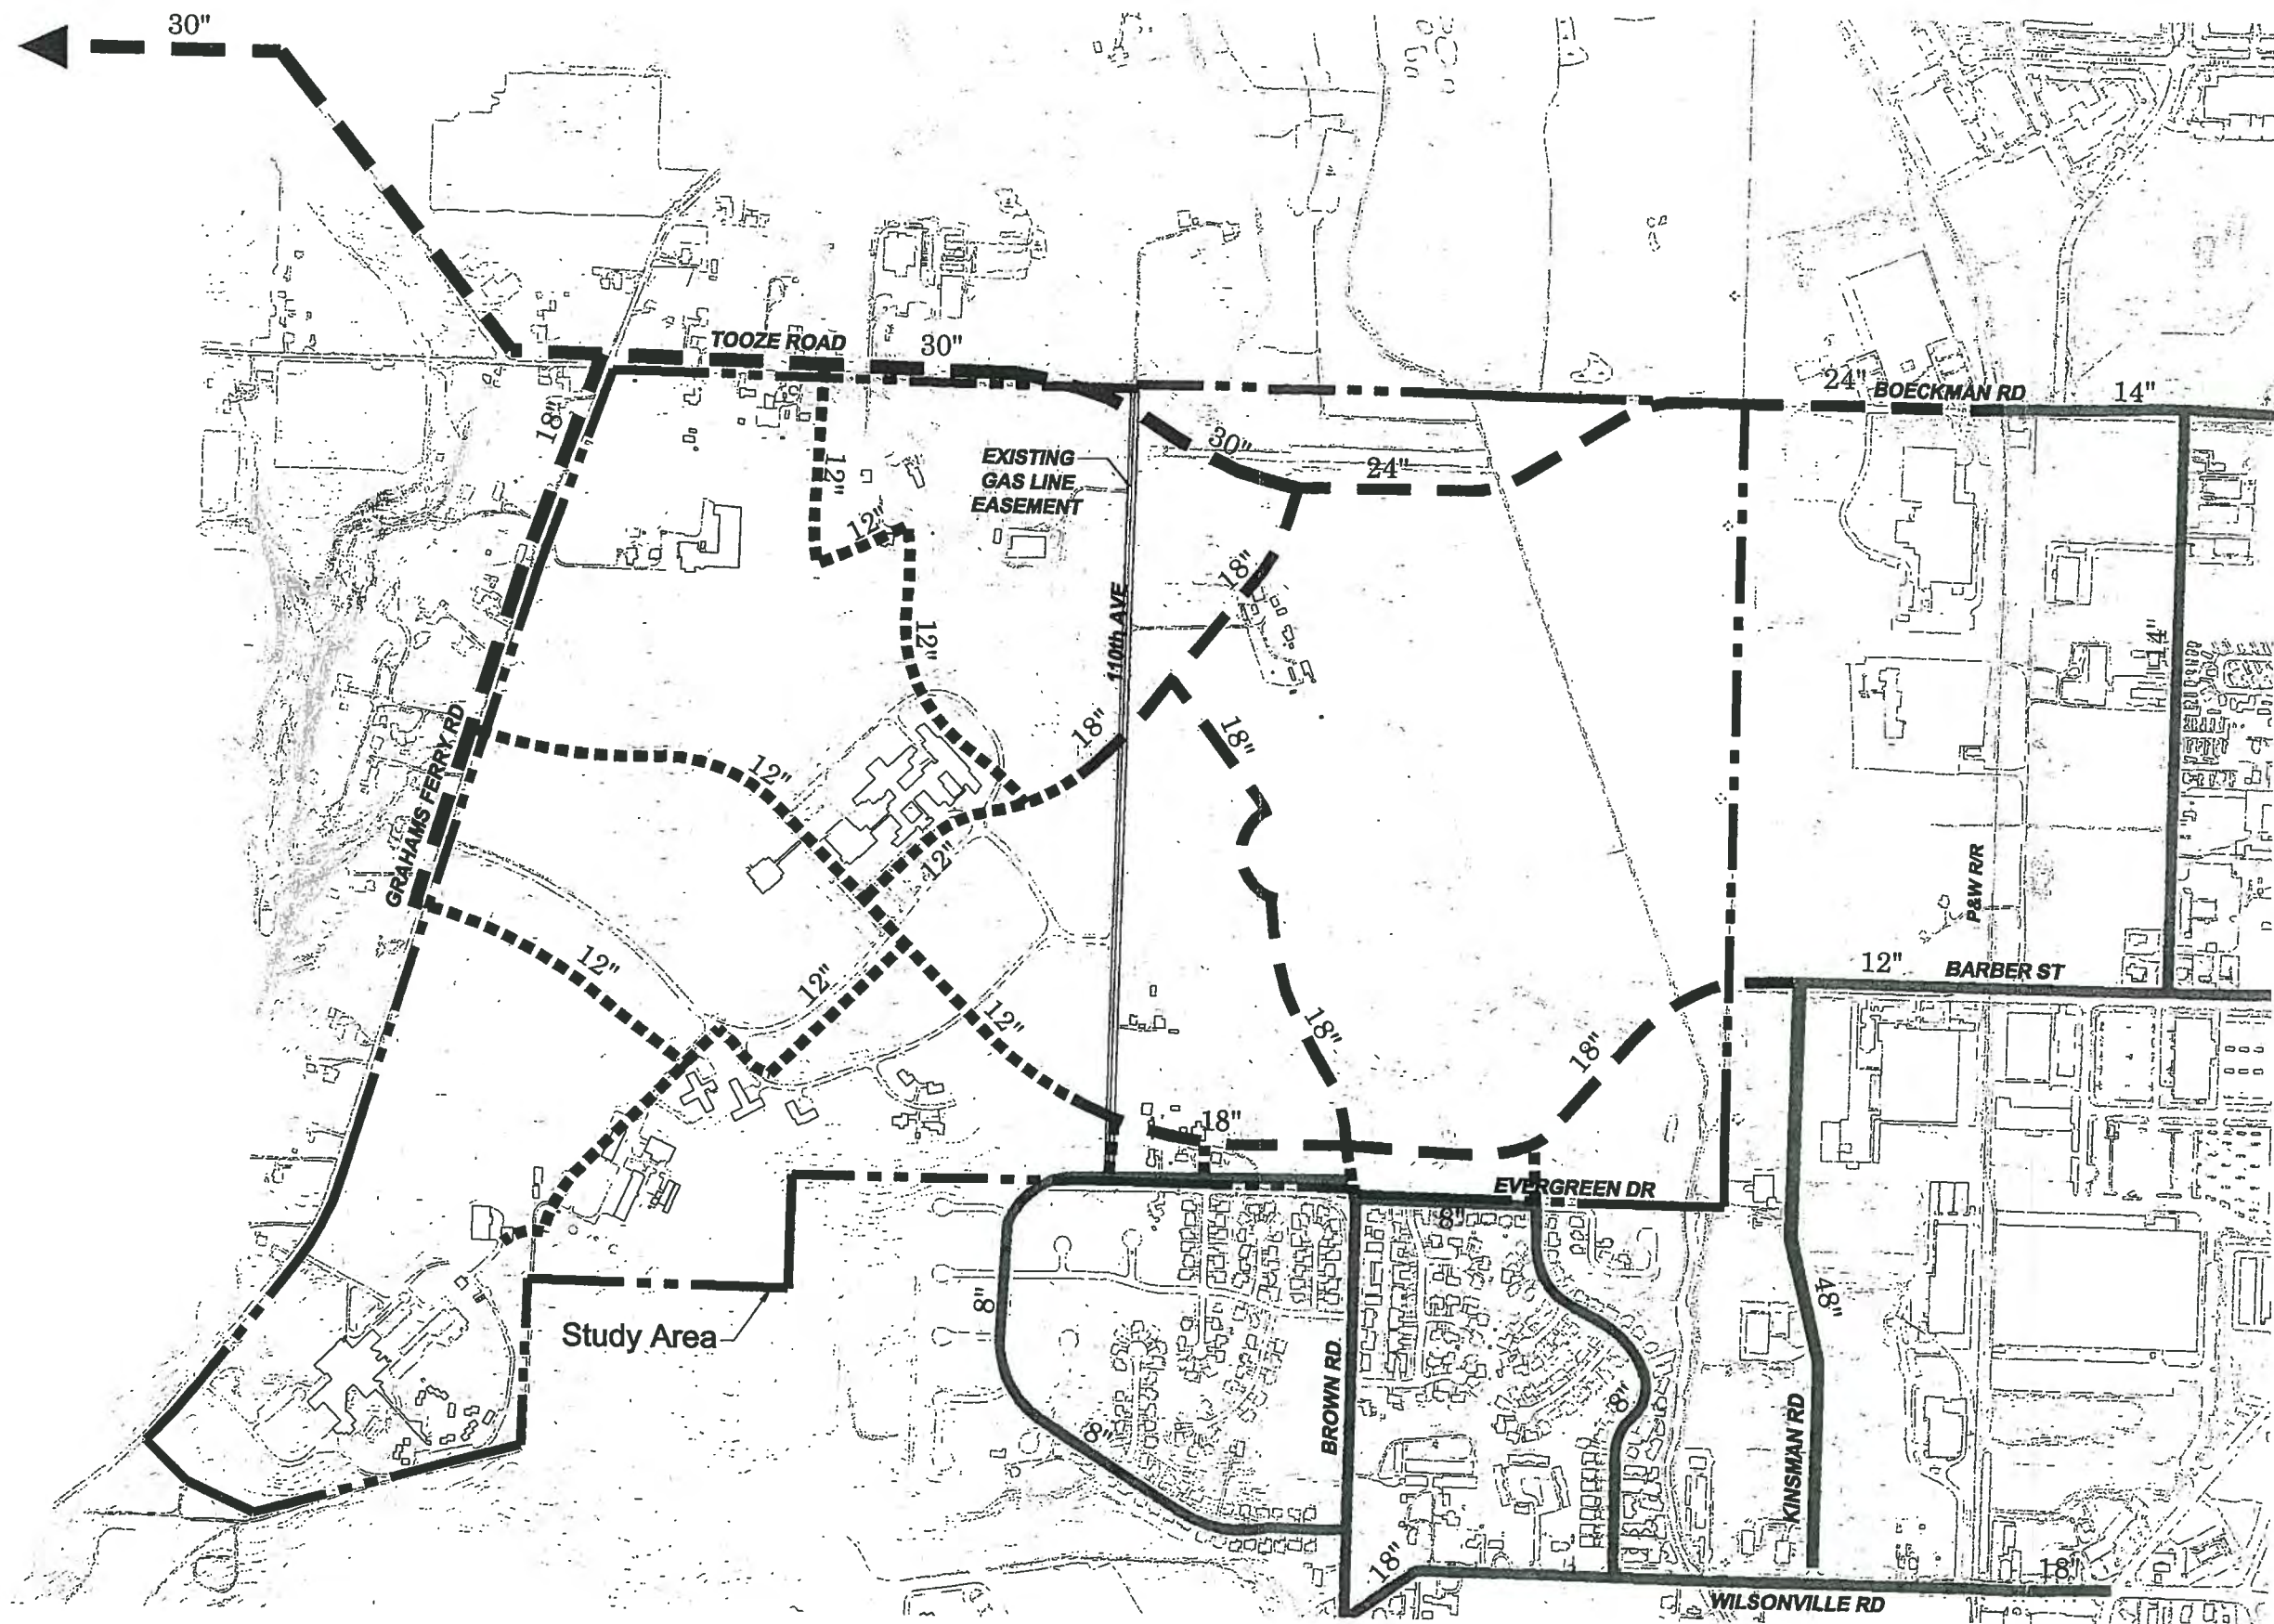 30"
TOOZE ROAD
30"
24"
BOECKMAN RD
14"
18"
12"
EXISTING
GAS LINE
EASEMENT
30"
24"
12"
18"
12"
110th AVE
14"
GRAHAMS FERRY RD
18"
18"
12"
12"
P&W R/R
12"
12"
12"
BARBER ST
12"
18"
18"
18"
EVERGREEN DR
8"
8"
Study Area
48"
BROWN RD
8"
8"
KINSMAN RD
18"
18"
WILSONVILLE RD